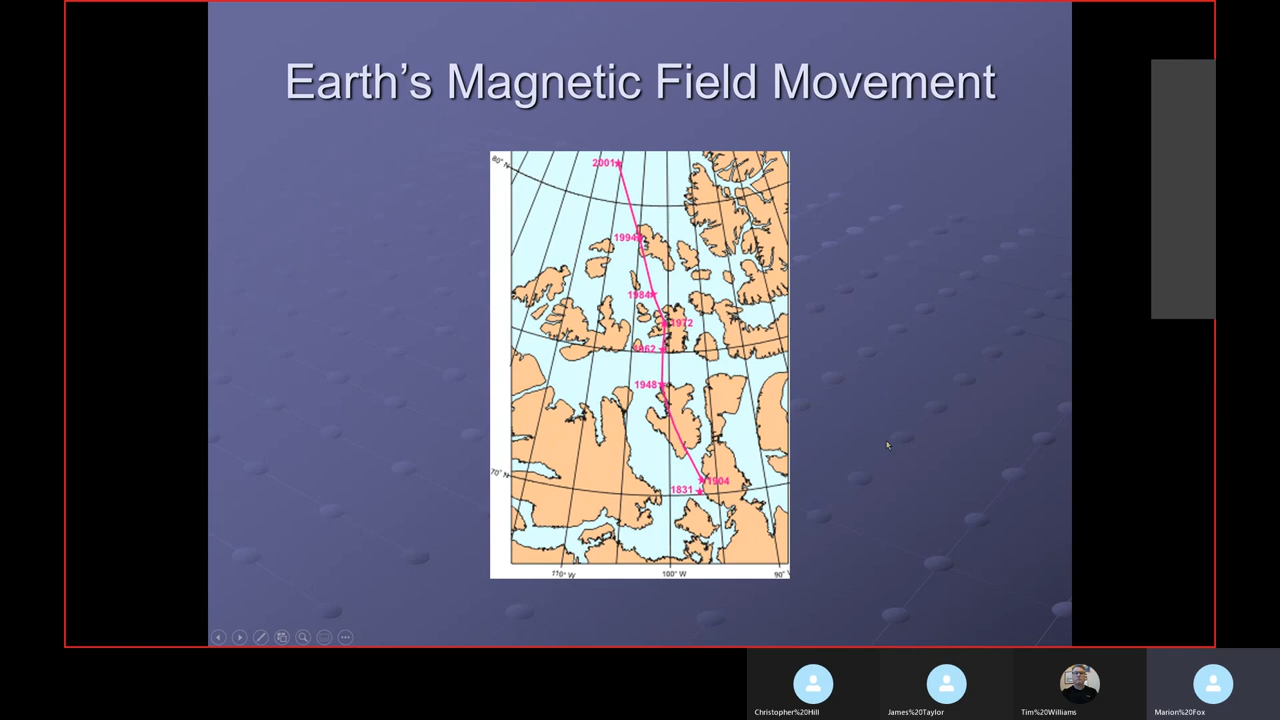 Earth's Magnetic Field Movement
80° N
2001
1994
1984
1972
1962
1948
1904
1831
70° N
110° W
100° W
90°
Christopher%20Hill
James%20Taylor
Tim%20Williams
Marion%20Fox